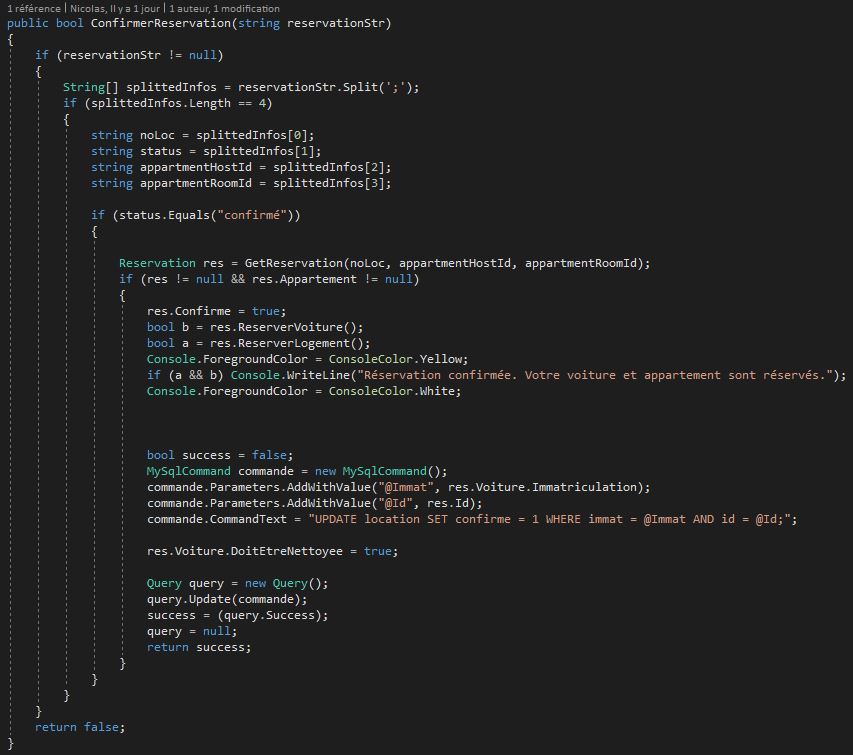 1 référence | Nicolas, Il y a 1 jour | 1 auteur, 1 modification
public bool ConfirmerReservation(string reservationStr)
{
    if (reservationStr != null)
    {
        String[] splittedInfos = reservationStr.Split(';');
        if (splittedInfos.Length == 4)
        {
            string noLoc = splittedInfos[0];
            string status = splittedInfos[1];
            string appartmentHostId = splittedInfos[2];
            string appartmentRoomId = splittedInfos[3];

            if (status.Equals("confirmé"))
            {

                Reservation res = GetReservation(noLoc, appartmentHostId, appartmentRoomId);
                if (res != null && res.Appartement != null)
                {
                    res.Confirme = true;
                    bool b = res.ReserverVoiture();
                    bool a = res.ReserverLogement();
                    Console.ForegroundColor = ConsoleColor.Yellow;
                    if (a && b) Console.WriteLine("Réservation confirmée. Votre voiture et appartement sont réservés.");
                    Console.ForegroundColor = ConsoleColor.White;



                    bool success = false;
                    MySqlCommand commande = new MySqlCommand();
                    commande.Parameters.AddWithValue("@Immat", res.Voiture.Immatriculation);
                    commande.Parameters.AddWithValue("@Id", res.Id);
                    commande.CommandText = "UPDATE location SET confirme = 1 WHERE immat = @Immat AND id = @Id;";

                    res.Voiture.DoitEtreNettoyee = true;

                    Query query = new Query();
                    query.Update(commande);
                    success = (query.Success);
                    query = null;
                    return success;
                }
            }
        }
    }
    return false;
}